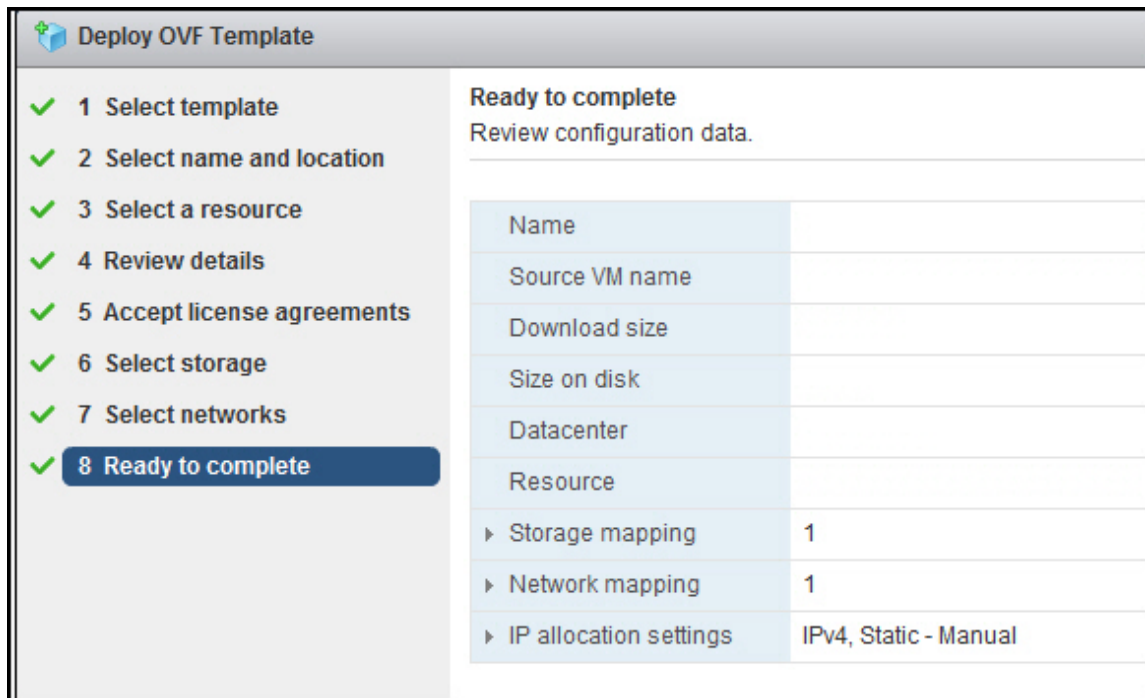 Deploy OVF Template
1 Select template
2 Select name and location
3 Select a resource
4 Review details
5 Accept license agreements
6 Select storage
7 Select networks
8 Ready to complete
Ready to complete
Review configuration data.
Name
Source VM name
Download size
Size on disk
Datacenter
Resource
Storage mapping 1
Network mapping 1
IP allocation settings IPv4, Static - Manual